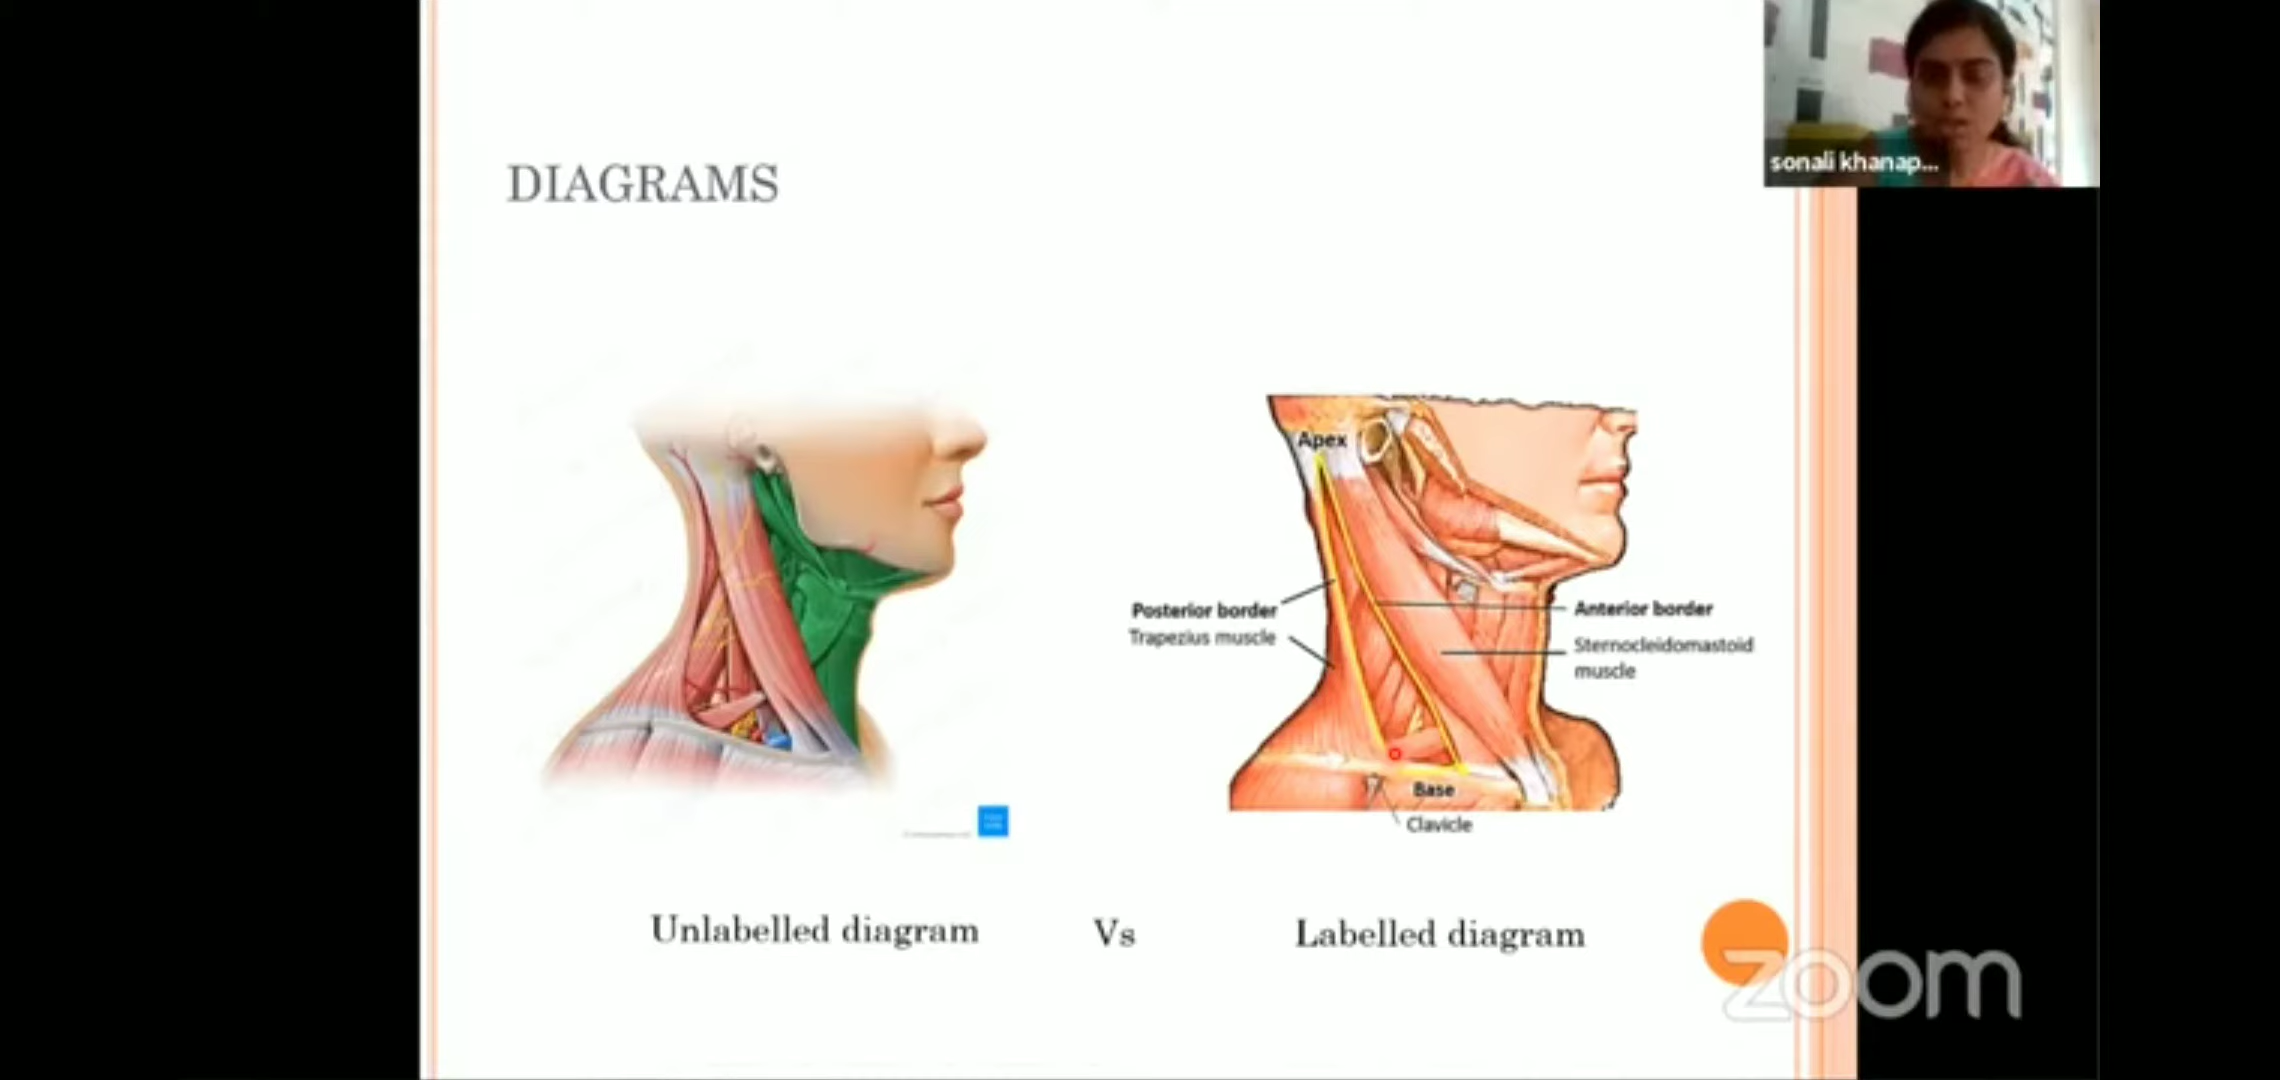 sonali khanap...
DIAGRAMS
Apex
Posterior border
Trapezius muscle
Anterior border
Sternocleidomastoid
muscle
Base
Clavicle
Unlabelled diagram
Vs
Labelled diagram
zoom